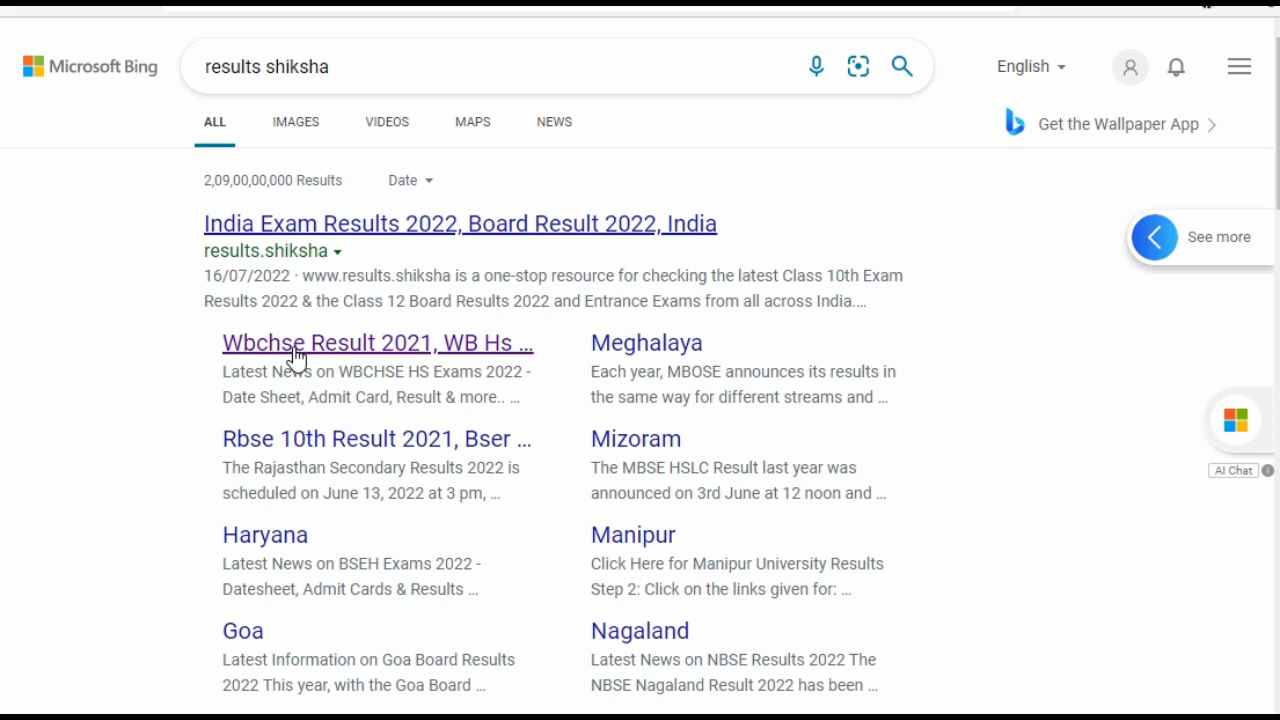 Microsoft Bing
results shiksha
English
ALL
IMAGES
VIDEOS
MAPS
NEWS
Get the Wallpaper App
2,09,00,00,000 Results
Date
India Exam Results 2022, Board Result 2022, India
results.shiksha
16/07/2022 · www.results.shiksha is a one-stop resource for checking the latest Class 10th Exam
Results 2022 & the Class 12 Board Results 2022 and Entrance Exams from all across India.…
See more
Wbchse Result 2021, WB Hs ...
Latest News on WBCHSE HS Exams 2022 -
Date Sheet, Admit Card, Result & more.. …
Meghalaya
Each year, MBOSE announces its results in
the same way for different streams and …
Rbse 10th Result 2021, Bser ...
The Rajasthan Secondary Results 2022 is
scheduled on June 13, 2022 at 3 pm, …
Mizoram
The MBSE HSLC Result last year was
announced on 3rd June at 12 noon and …
AI Chat
Haryana
Latest News on BSEH Exams 2022 -
Datesheet, Admit Cards & Results …
Manipur
Click Here for Manipur University Results
Step 2: Click on the links given for: …
Goa
Latest Information on Goa Board Results
2022 This year, with the Goa Board …
Nagaland
Latest News on NBSE Results 2022 The
NBSE Nagaland Result 2022 has been …